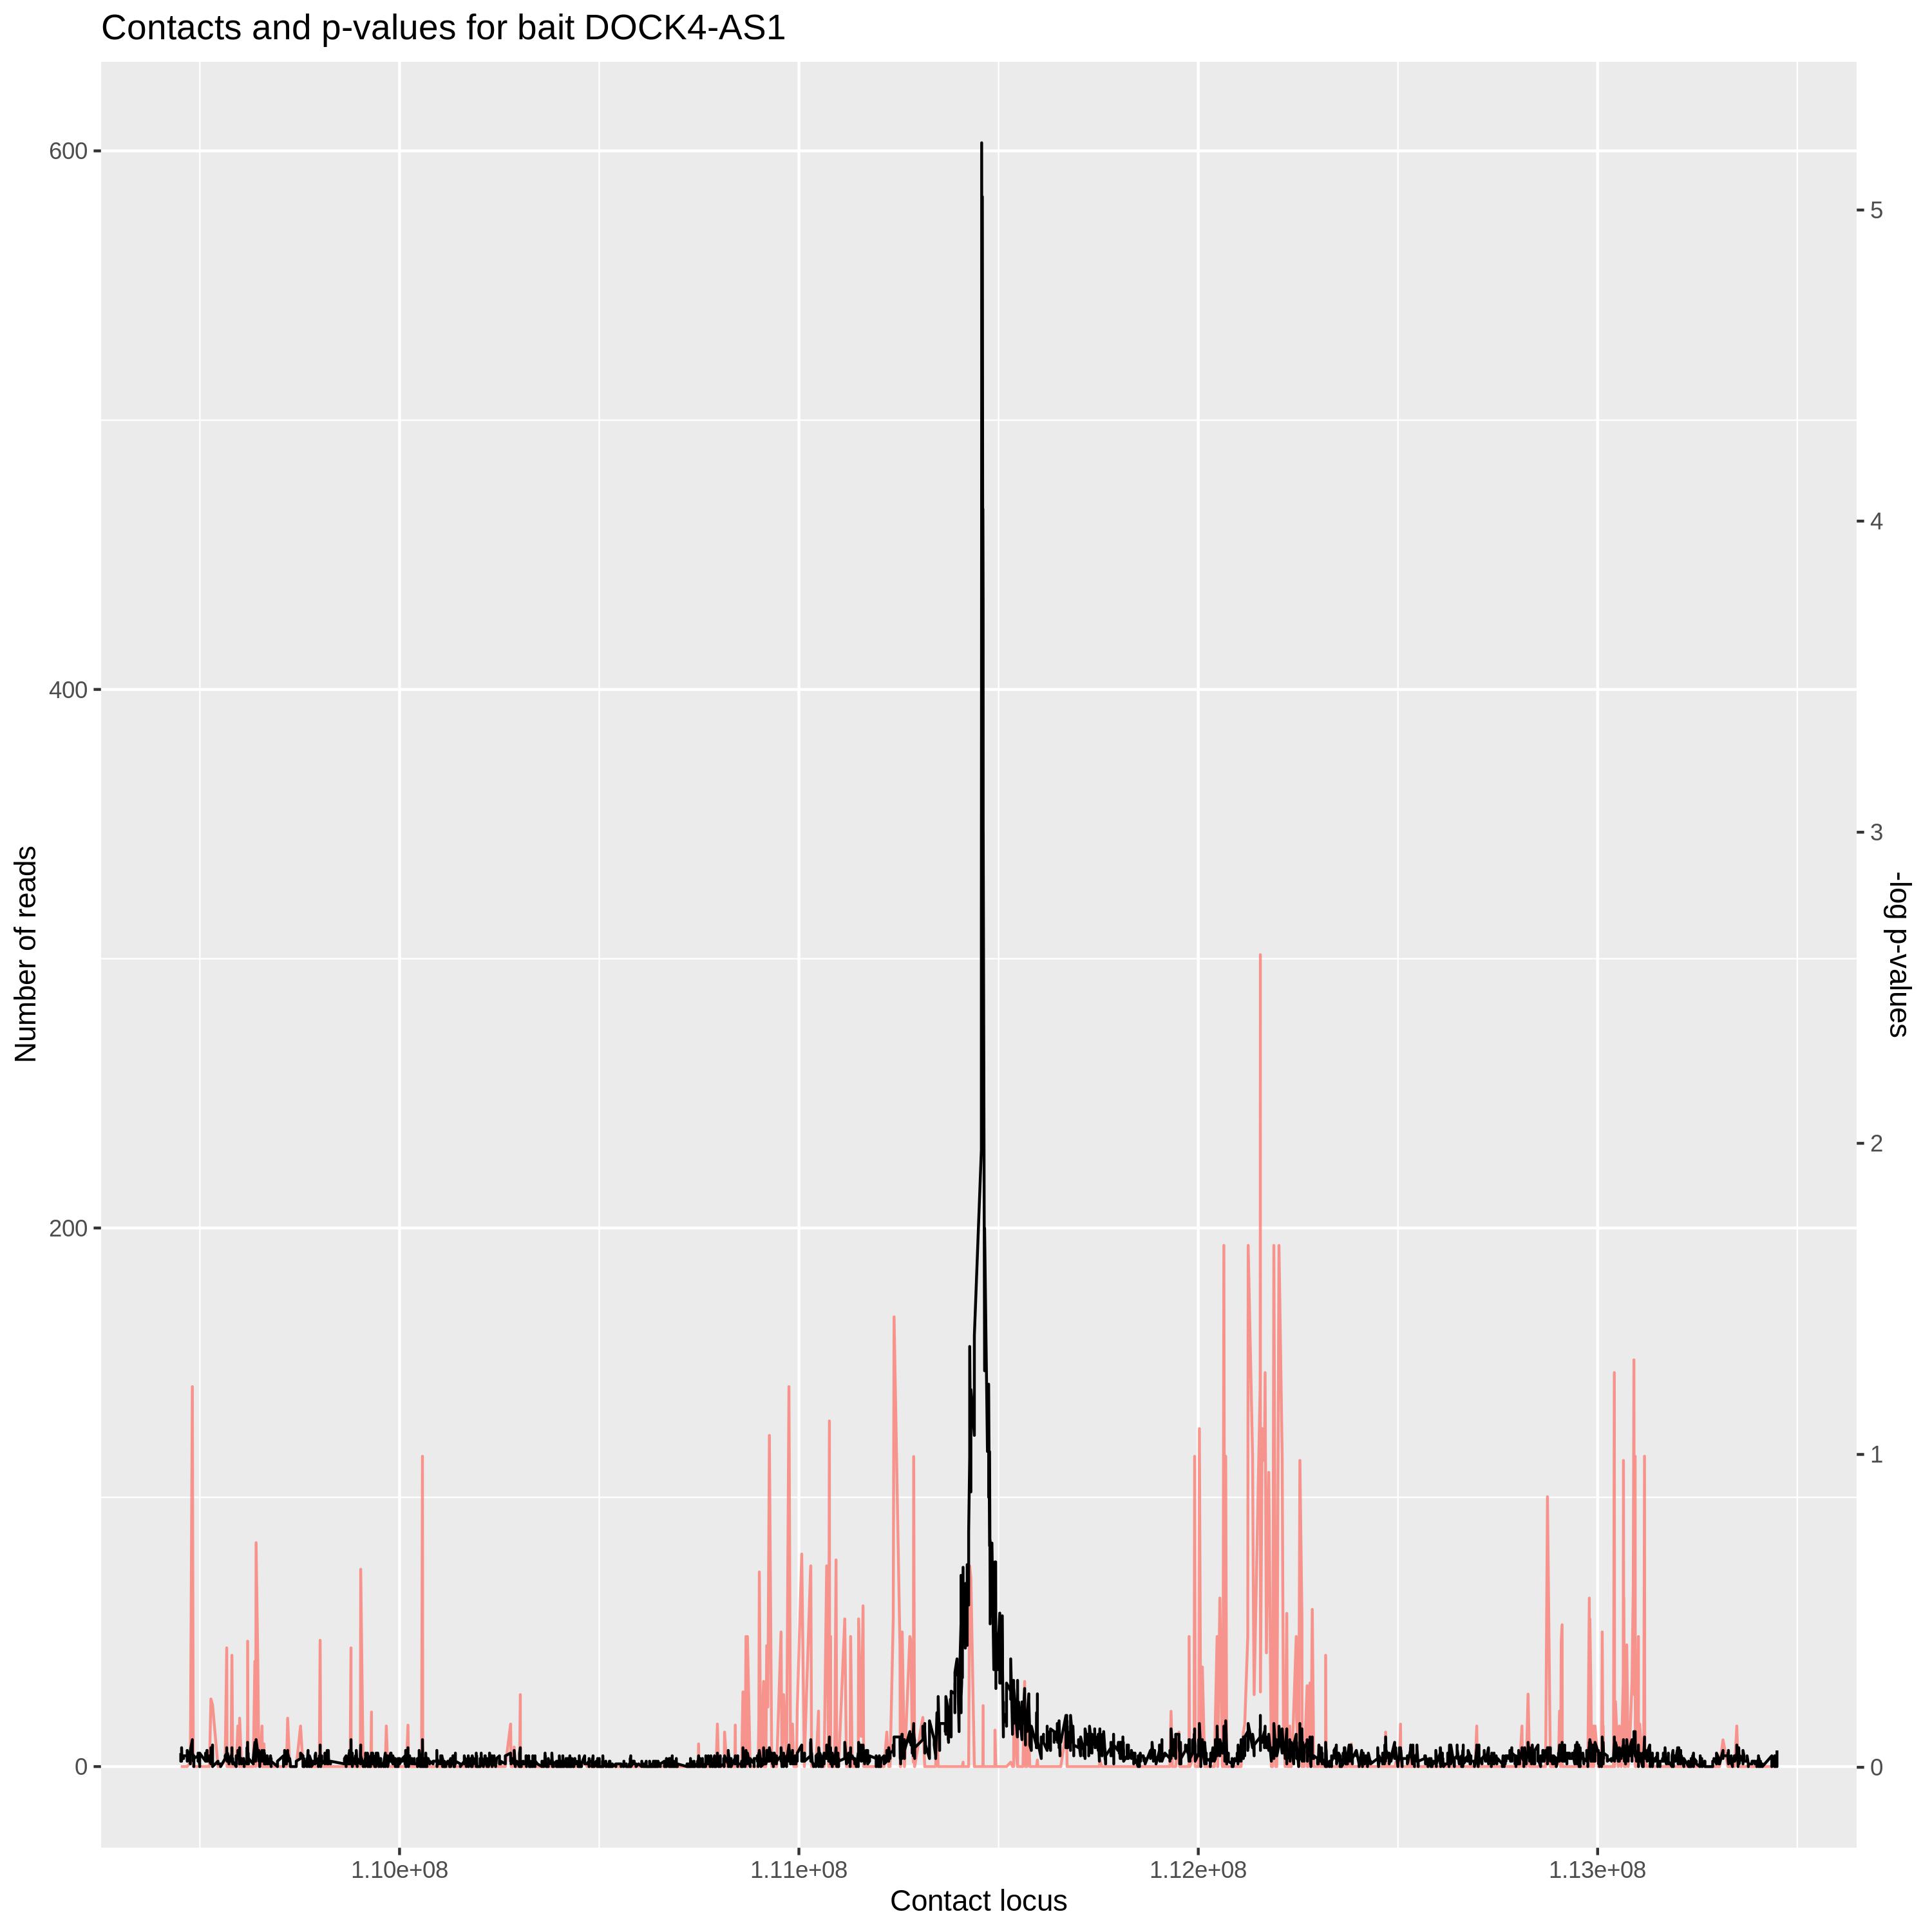 Contacts and p-values for bait DOCK4-AS1
600
400
200
0
Number of reads
5
4
3
2
1
0
-log p-values
1.10e+08
1.11e+08
1.12e+08
1.13e+08
Contact locus